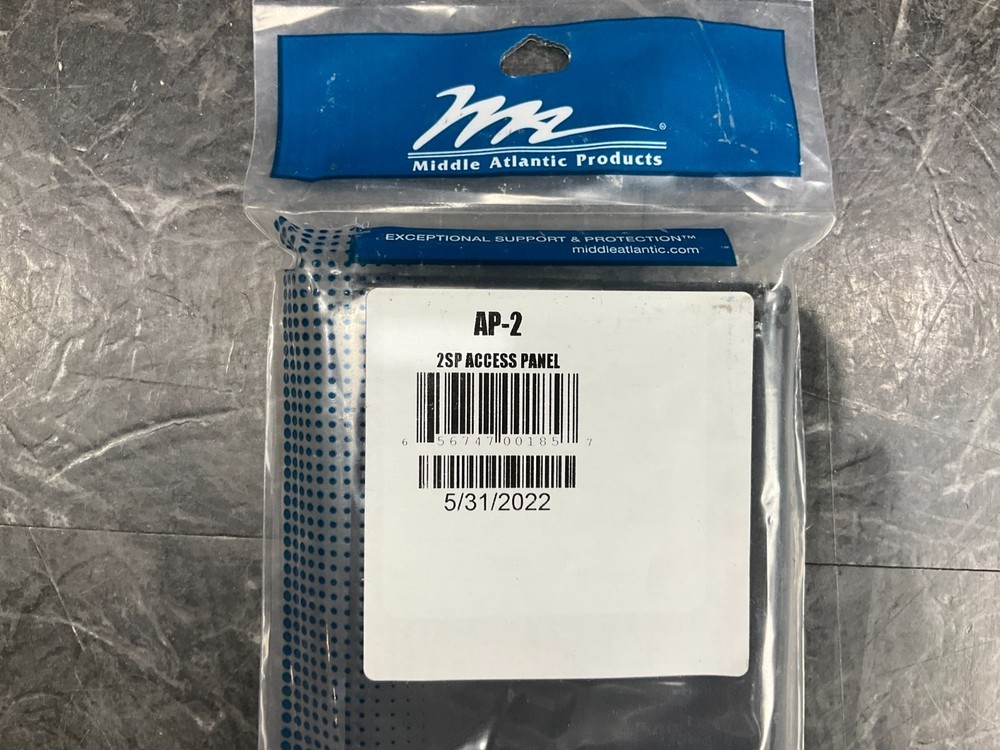 Middle Atlantic Products
EXCEPTIONAL SUPPORT & PROTECTION™
middleatlantic.com
AP-2
2SP ACCESS PANEL
6 56747 00185 7
5/31/2022